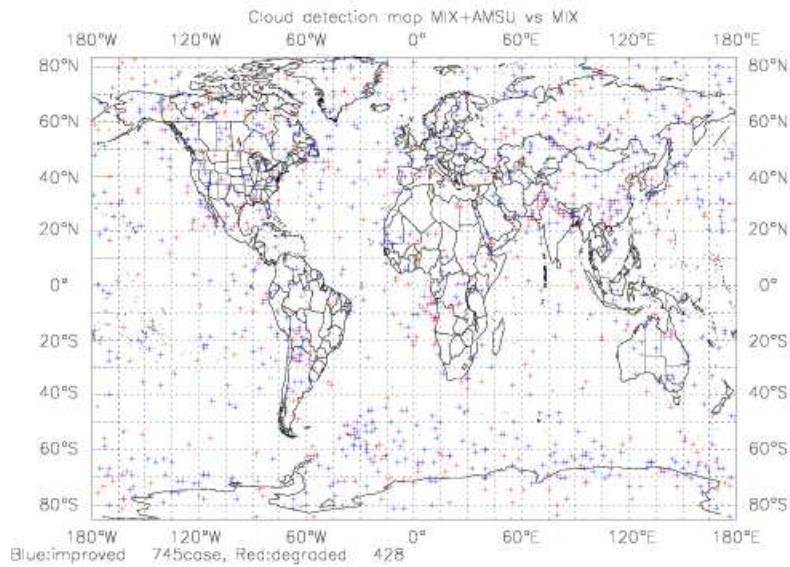 Cloud detection map MIX+AMSU vs MIX
180°W 120°W 60°W 0° 60°E 120°E 180°E
80°N 80°N
60°N 60°N
40°N 40°N
20°N 20°N
0° 0°
20°S 20°S
40°S 40°S
60°S 60°S
80°S 80°S
180°W 120°W 60°W 0° 60°E 120°E 180°E
Blue:improved 745case, Red:degraded 428